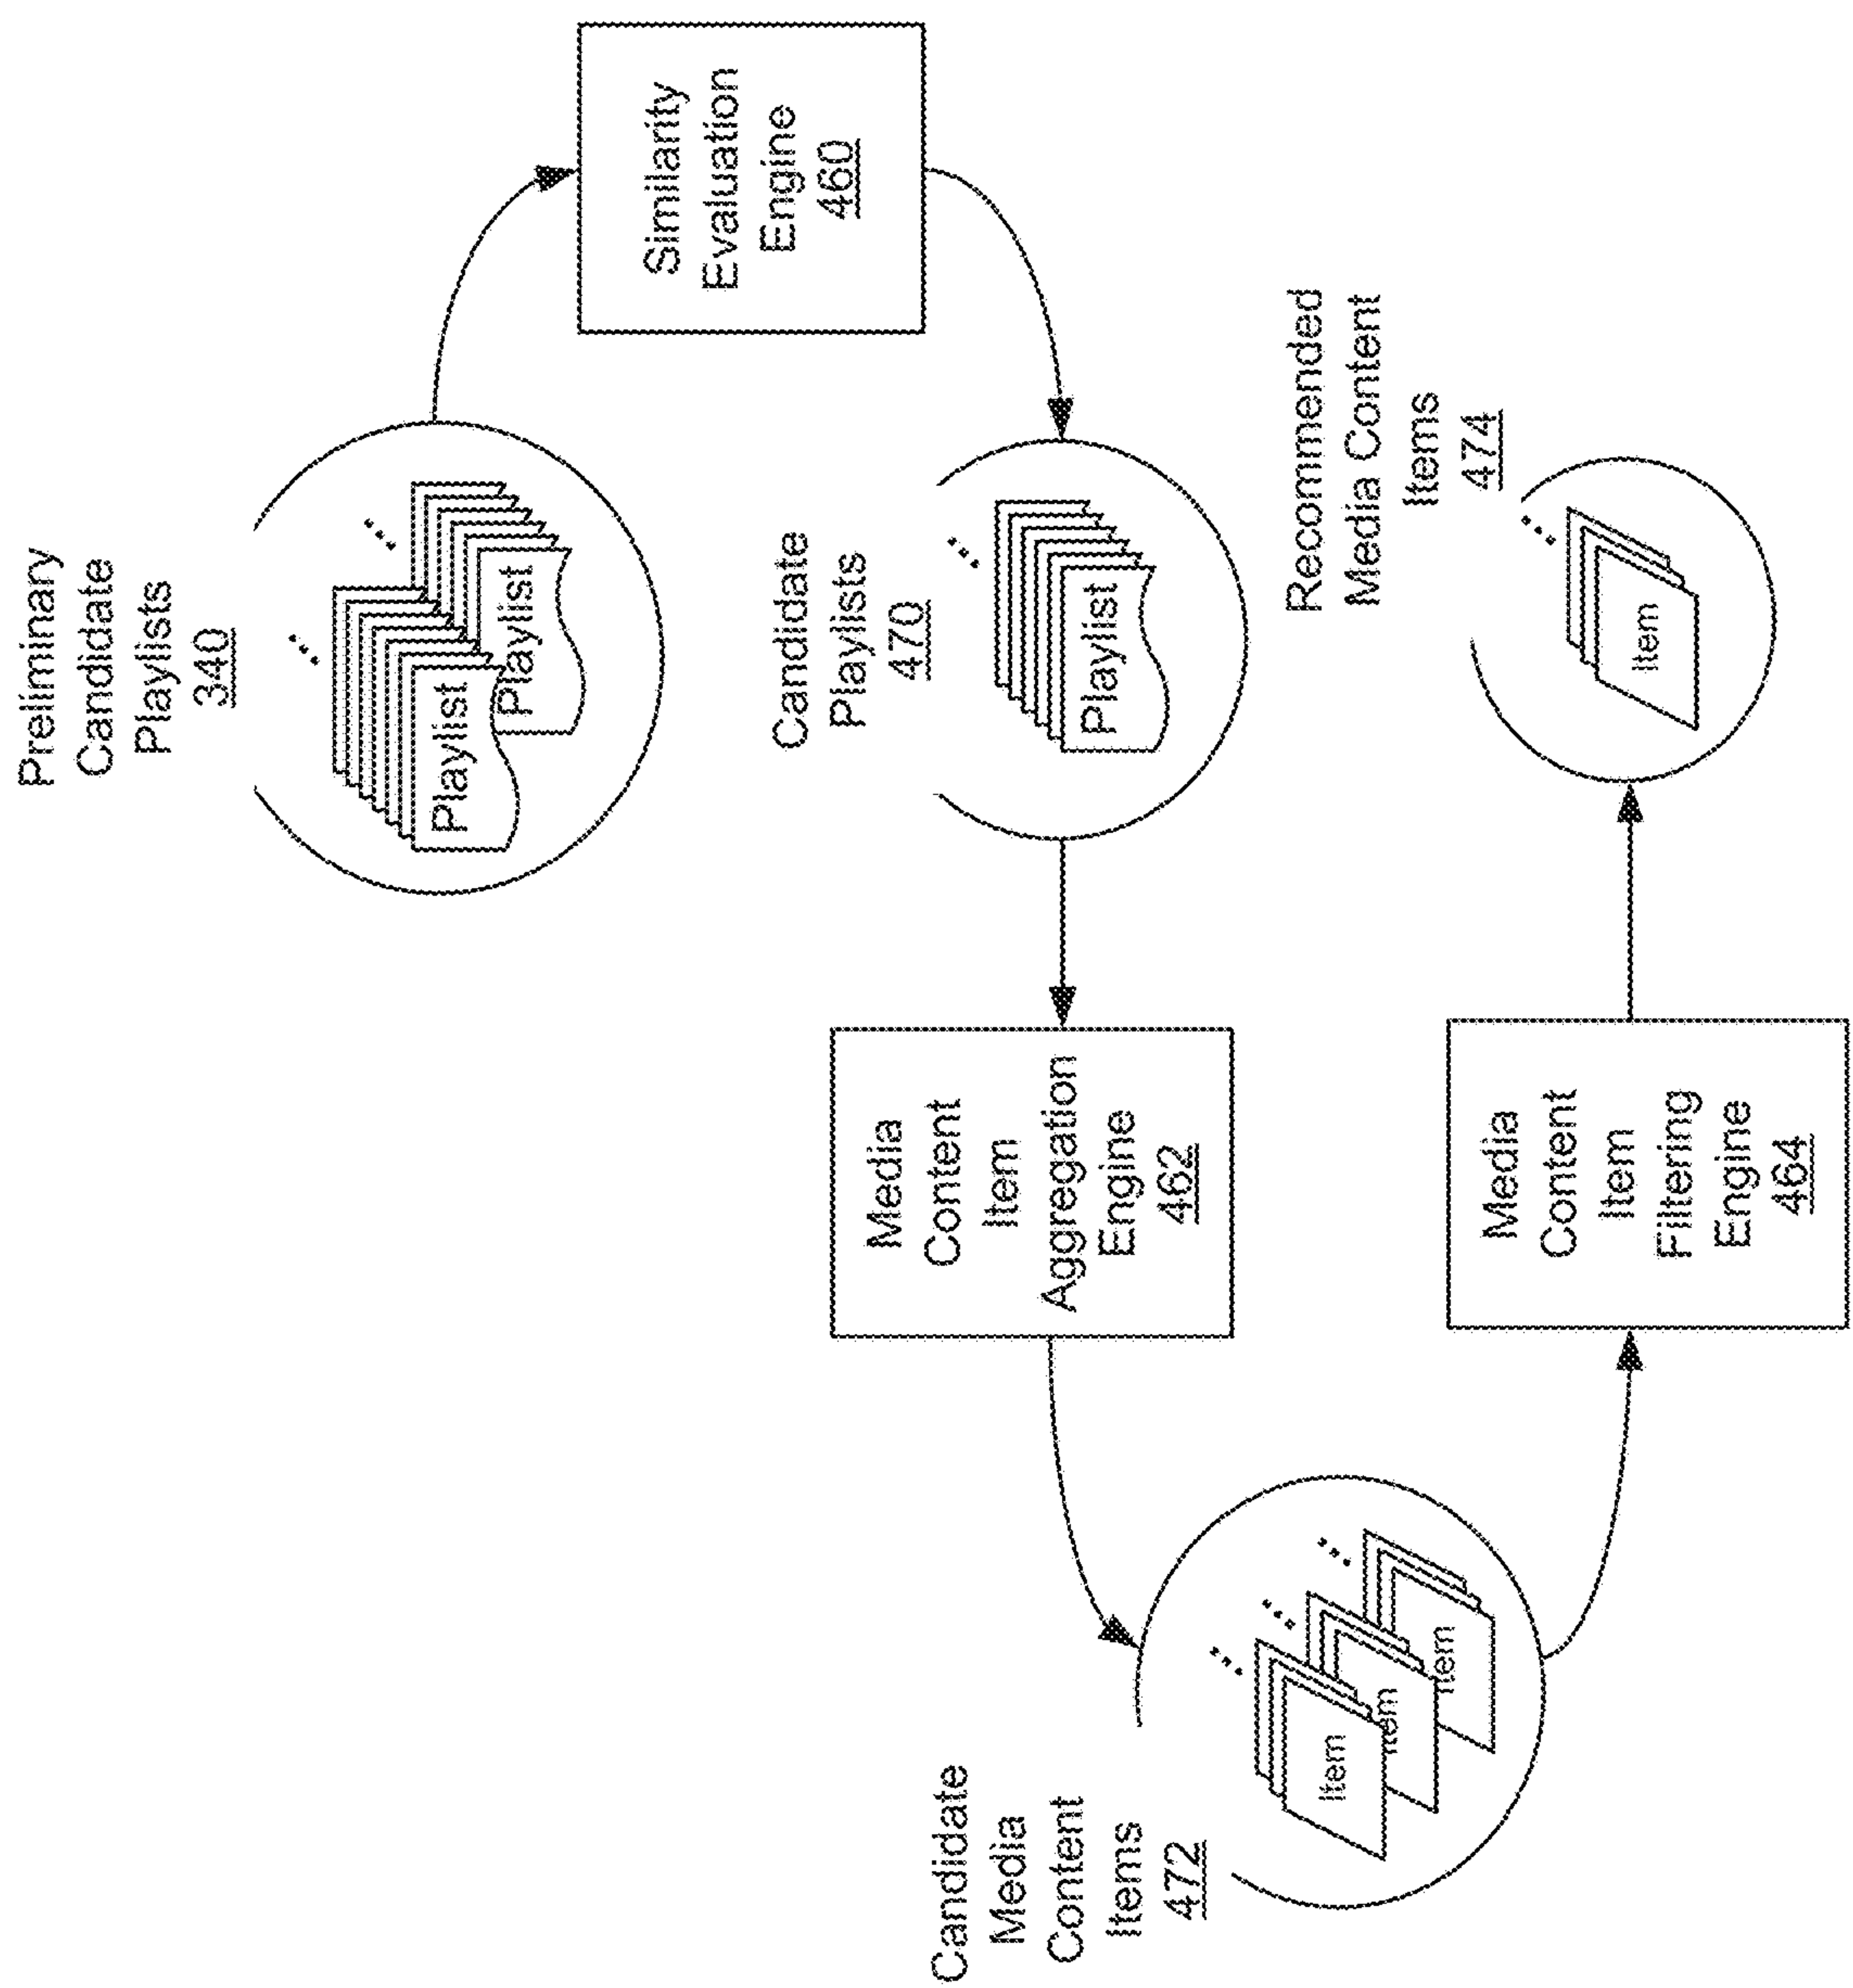 Preliminary
Candidate
Playlists
340
Playlist
Playlist
Similarity
Evaluation
Engine
460
Candidate
Playlists
470
Playlist
Media
Content
Item
Aggregation
Engine
462
Candidate
Media
Content
Items
472
Item
Item
Item
Media
Content
Item
Filtering
Engine
464
Recommended
Media Content
Items
474
Item